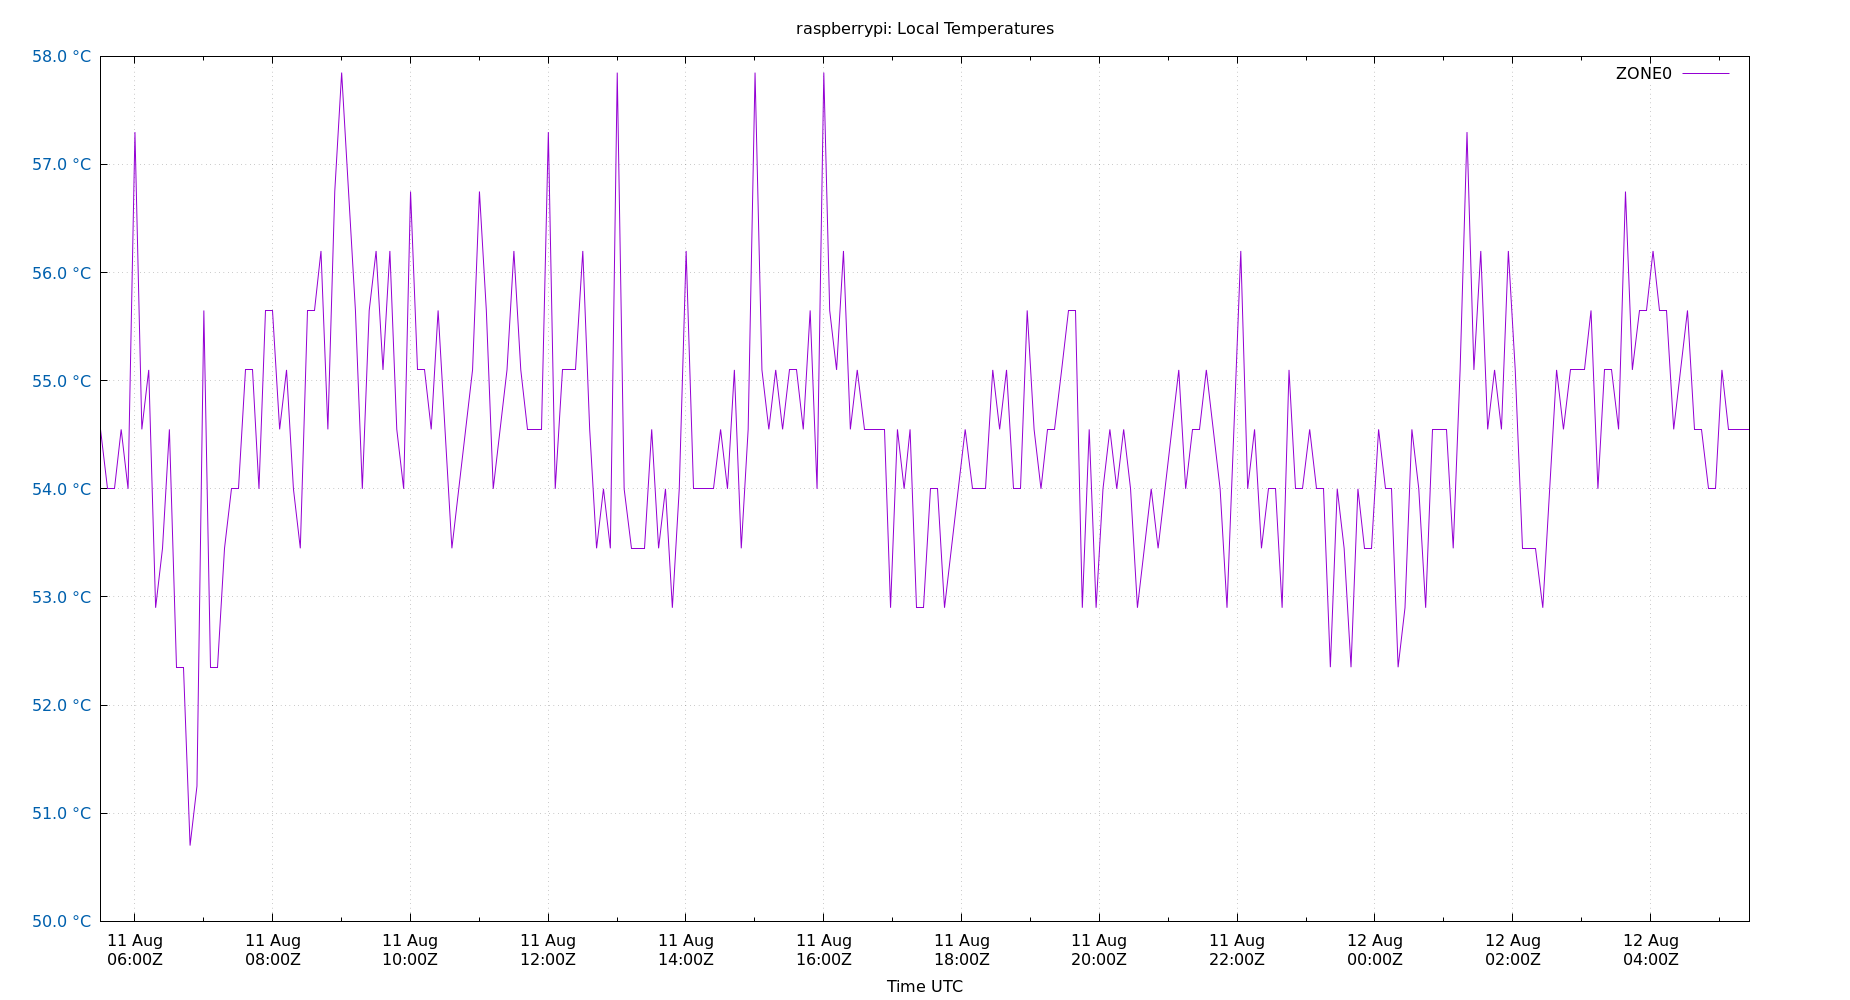 raspberrypi: Local Temperatures
58.0 °C
ZONE0
57.0 °C
56.0 °C
55.0 °C
54.0 °C
53.0 °C
52.0 °C
51.0 °C
50.0 °C
11 Aug 11 Aug 11 Aug 11 Aug 11 Aug 11 Aug 11 Aug 11 Aug 11 Aug 12 Aug 12 Aug 12 Aug
06:00Z 08:00Z 10:00Z 12:00Z 14:00Z 16:00Z 18:00Z 20:00Z 22:00Z 00:00Z 02:00Z 04:00Z
Time UTC